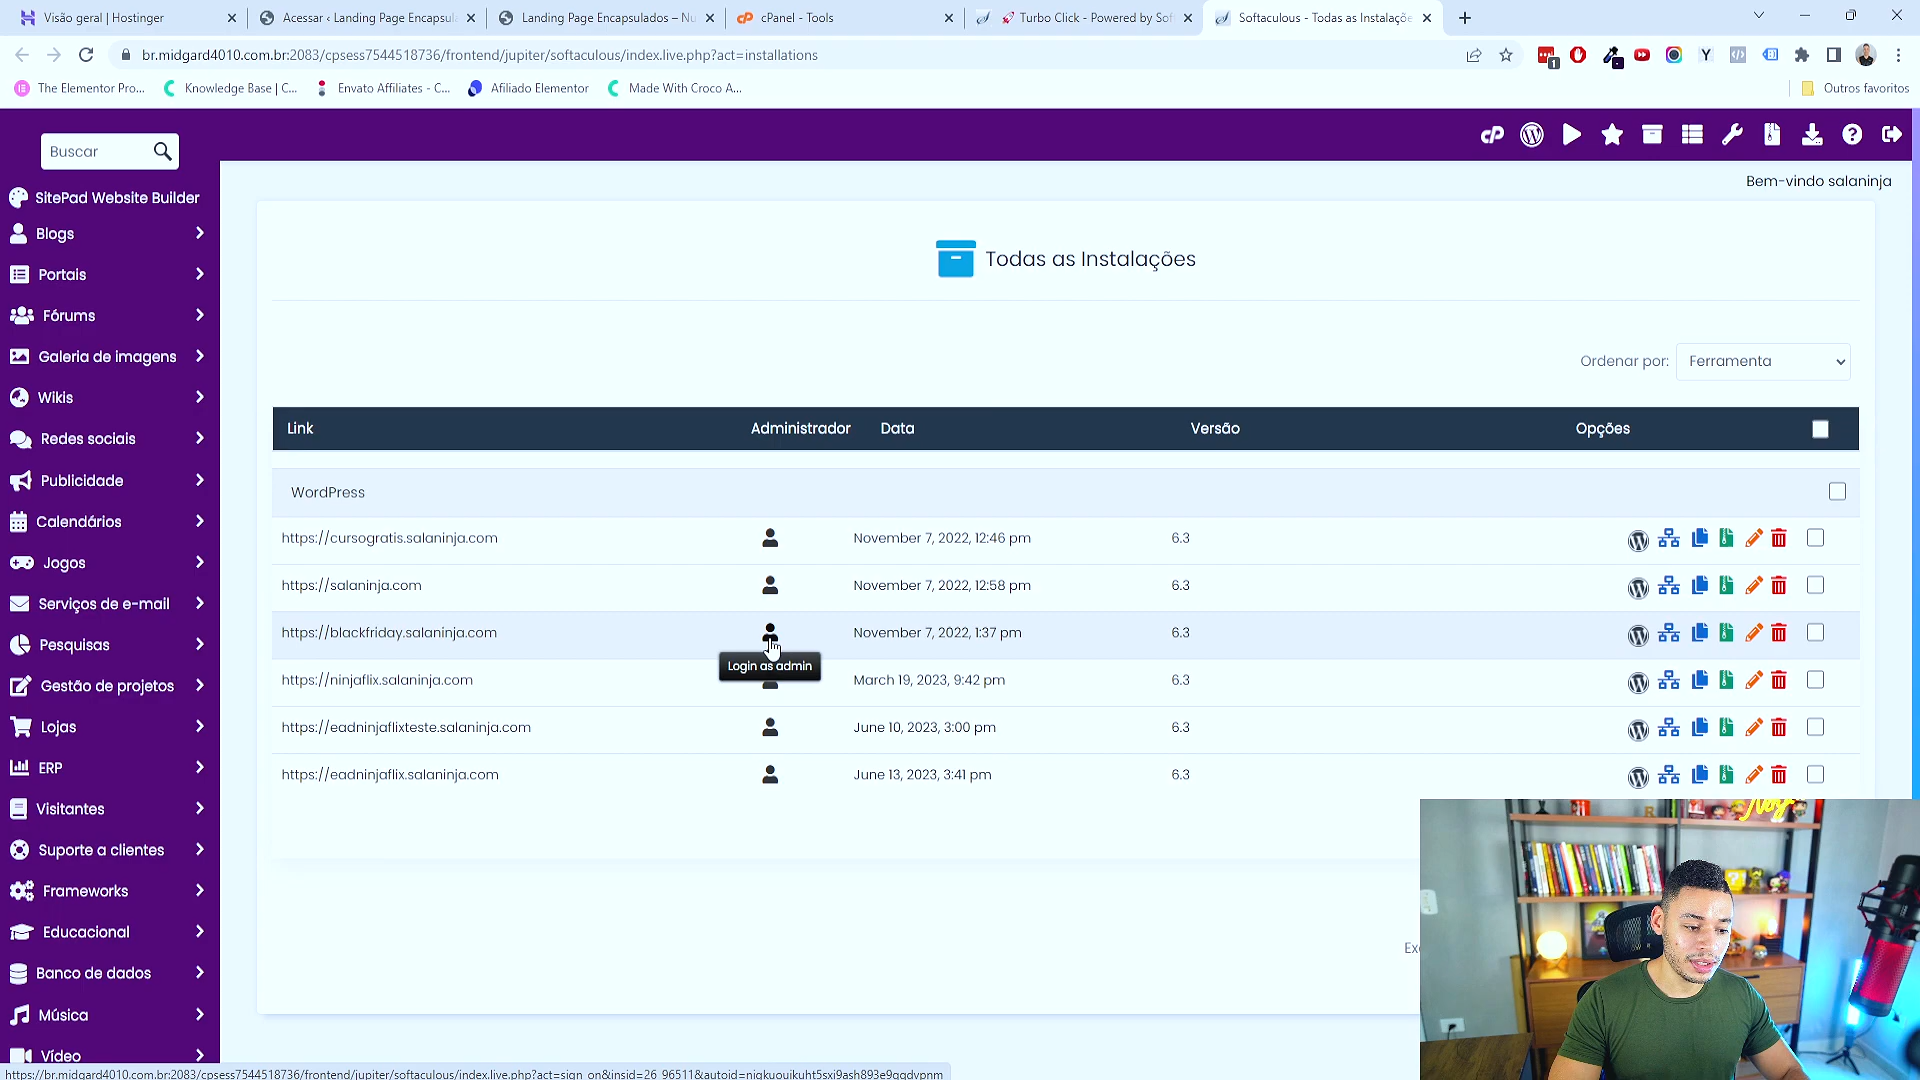 Visão geral | Hostinger
Acessar ‹ Landing Page Encapsula
Landing Page Encapsulados – Nu
cPanel - Tools
🚀 Turbo Click - Powered by Sof
Softaculous - Todas as Instalaçõe
br.midgard4010.com.br:2083/cpsess7544518736/frontend/jupiter/softaculous/index.live.php?act=installations
The Elementor Pro...
Knowledge Base | C...
Envato Affiliates - C...
Afiliado Elementor
Made With Croco A...
Outros favoritos
Buscar
Bem-vindo salaninja
SitePad Website Builder
Blogs
Portais
Fórums
Galeria de imagens
Wikis
Redes sociais
Publicidade
Calendários
Jogos
Serviços de e-mail
Pesquisas
Gestão de projetos
Lojas
ERP
Visitantes
Suporte a clientes
Frameworks
Educacional
Banco de dados
Música
Vídeo
Todas as Instalações
Ordenar por: Ferramenta
Link Administrador Data Versão Opções
WordPress
https://cursogratis.salaninja.com November 7, 2022, 12:46 pm 6.3
https://salaninja.com November 7, 2022, 12:58 pm 6.3
https://blackfriday.salaninja.com November 7, 2022, 1:37 pm 6.3
Login as admin
https://ninjaflix.salaninja.com March 19, 2023, 9:42 pm 6.3
https://eadninjaflixteste.salaninja.com June 10, 2023, 3:00 pm 6.3
https://eadninjaflix.salaninja.com June 13, 2023, 3:41 pm 6.3